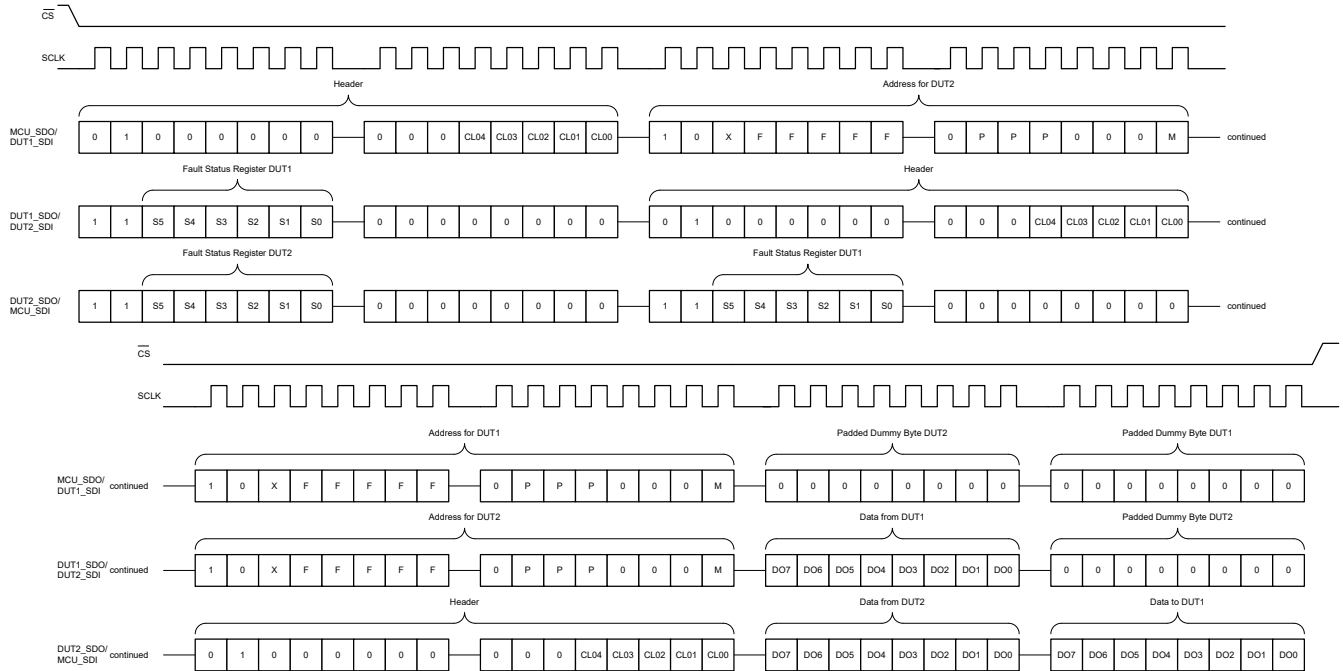 CS
SCLK
Header
Address for DUT2
MCU_SDO/
DUT1_SDI
0 1 0 0 0 0 0 0 0 0 0 CL04 CL03 CL02 CL01 CL00 1 0 X F F F F F 0 P P P 0 0 0 M continued
Fault Status Register DUT1
Header
DUT1_SDO/
DUT2_SDI
1 1 S5 S4 S3 S2 S1 S0 0 0 0 0 0 0 0 0 0 1 0 0 0 0 0 0 0 0 0 CL04 CL03 CL02 CL01 CL00 continued
Fault Status Register DUT2
Fault Status Register DUT1
DUT2_SDO/
MCU_SDI
1 1 S5 S4 S3 S2 S1 S0 0 0 0 0 0 0 0 0 1 1 S5 S4 S3 S2 S1 S0 0 0 0 0 0 0 0 0 continued
CS
SCLK
Address for DUT1
Padded Dummy Byte DUT2
Padded Dummy Byte DUT1
MCU_SDO/
DUT1_SDI
continued 1 0 X F F F F F 0 P P P 0 0 0 M 0 0 0 0 0 0 0 0 0 0 0 0 0 0 0 0
Address for DUT2
Data from DUT1
Padded Dummy Byte DUT2
DUT1_SDO/
DUT2_SDI
continued 1 0 X F F F F F 0 P P P 0 0 0 M DO7 DO6 DO5 DO4 DO3 DO2 DO1 DO0 0 0 0 0 0 0 0 0
Header
Data from DUT2
Data to DUT1
DUT2_SDO/
MCU_SDI
continued 0 1 0 0 0 0 0 0 0 0 0 CL04 CL03 CL02 CL01 CL00 DO7 DO6 DO5 DO4 DO3 DO2 DO1 DO0 DO7 DO6 DO5 DO4 DO3 DO2 DO1 DO0